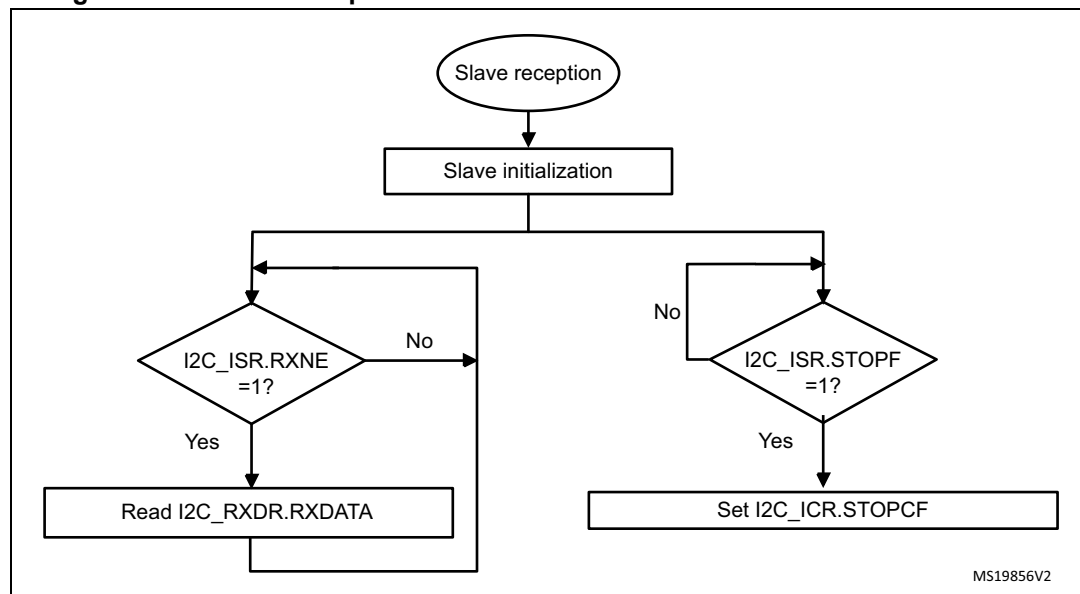 Slave reception
Slave initialization
I2C_ISR.RXNE
=1?
No
Yes
Read I2C_RXDR.RXDATA
No
I2C_ISR.STOPF
=1?
Yes
Set I2C_ICR.STOPCF
MS19856V2